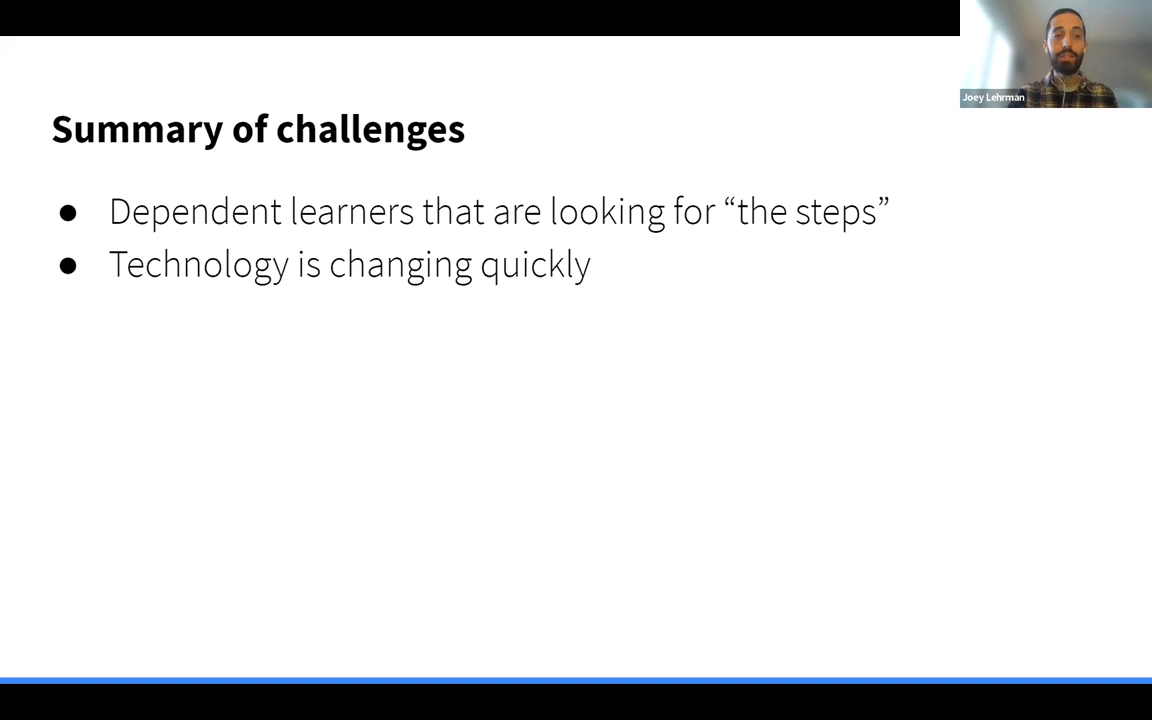 Joey Lehrman
Summary of challenges
● Dependent learners that are looking for “the steps”
● Technology is changing quickly